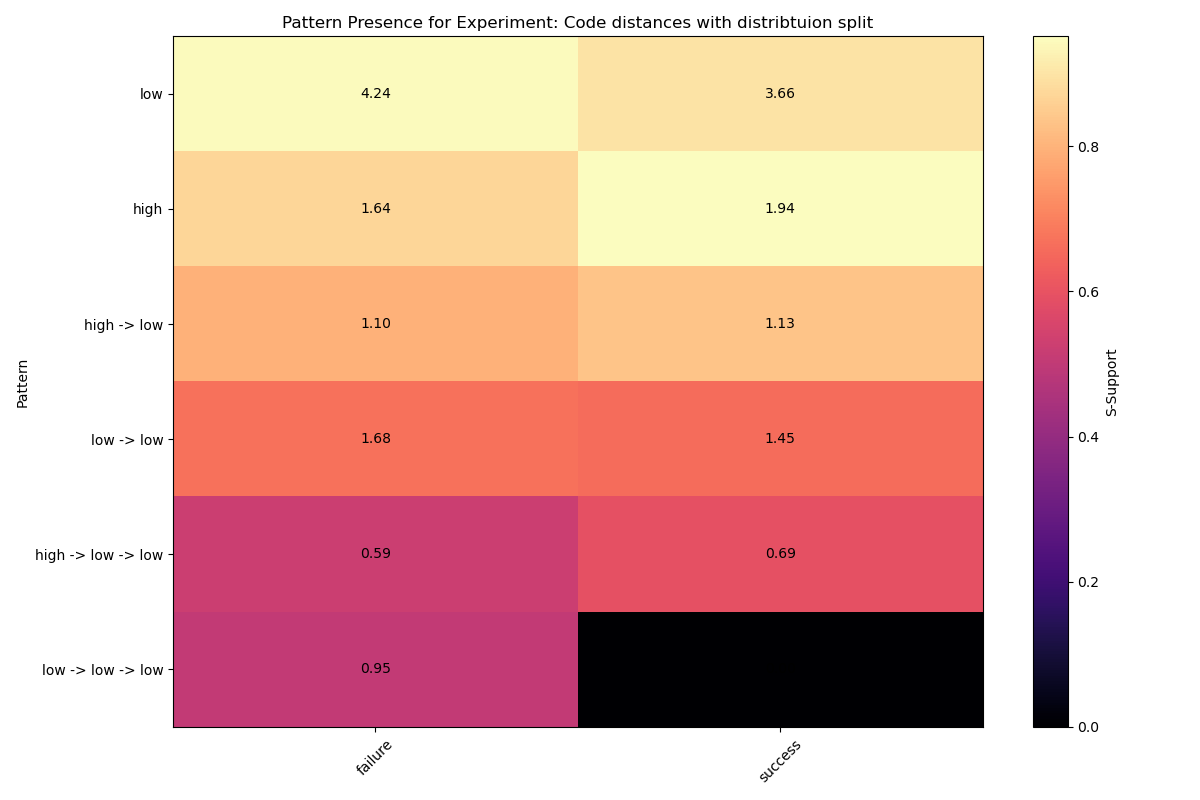 Pattern Presence for Experiment: Code distances with distribtuion split
low
4.24
3.66
high
1.64
1.94
high -> low
1.10
1.13
low -> low
1.68
1.45
high -> low -> low
0.59
0.69
low -> low -> low
0.95
Pattern
failure
success
0.8
0.6
0.4
0.2
0.0
S-Support